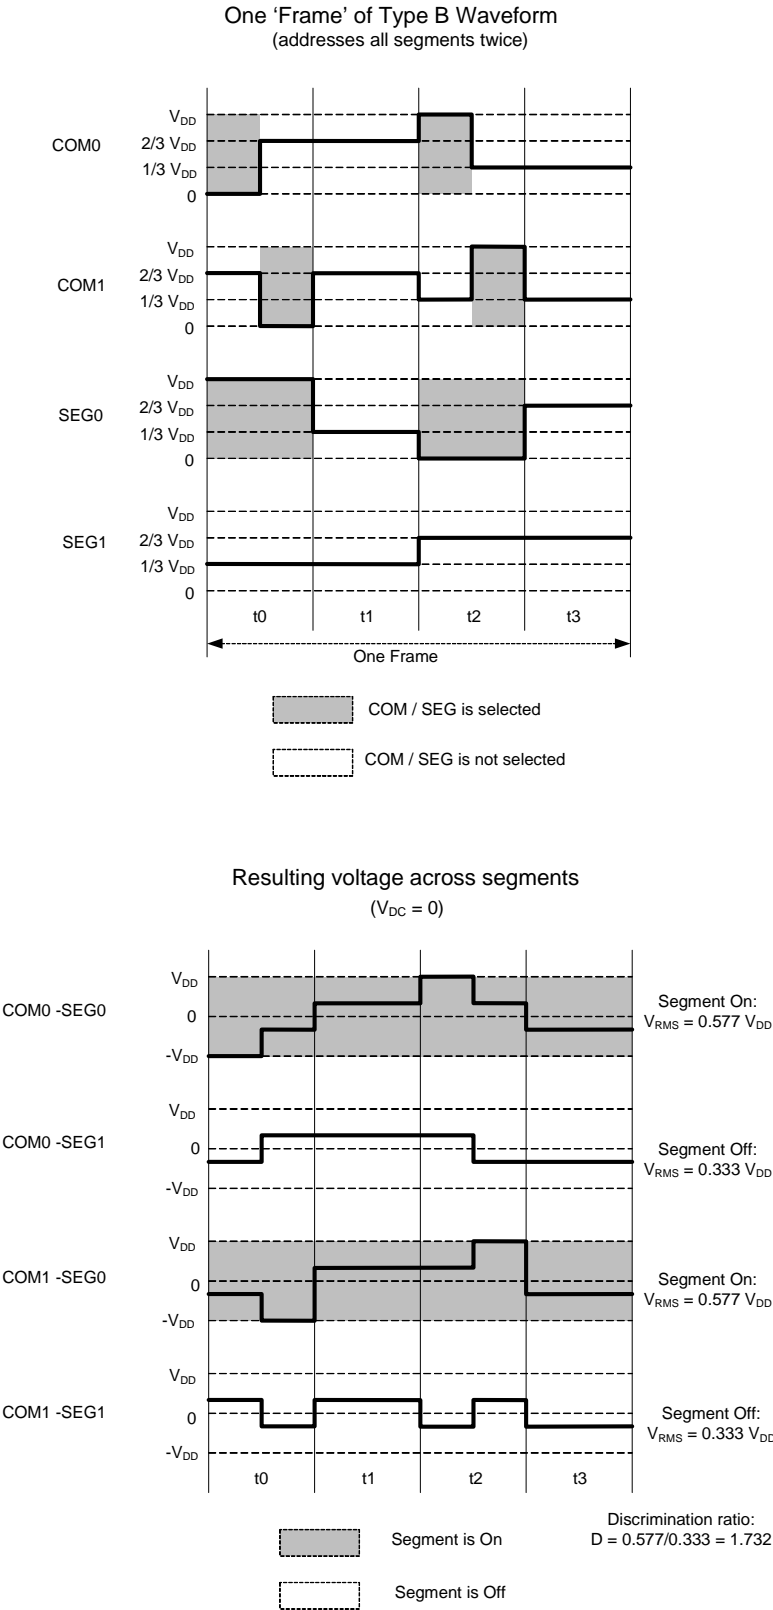 One ‘Frame’ of Type B Waveform
(addresses all segments twice)
COM0
VDD
2/3 VDD
1/3 VDD
0
COM1
VDD
2/3 VDD
1/3 VDD
0
SEG0
VDD
2/3 VDD
1/3 VDD
0
SEG1
VDD
2/3 VDD
1/3 VDD
0
t0 t1 t2 t3
One Frame
COM / SEG is selected
COM / SEG is not selected
Resulting voltage across segments
(VDC = 0)
COM0 -SEG0
VDD
0
-VDD
Segment On:
VRMS = 0.577 VDD
COM0 -SEG1
VDD
0
-VDD
Segment Off:
VRMS = 0.333 VDD
COM1 -SEG0
VDD
0
-VDD
Segment On:
VRMS = 0.577 VDD
COM1 -SEG1
VDD
0
-VDD
Segment Off:
VRMS = 0.333 VDD
t0 t1 t2 t3
Segment is On
Segment is Off
Discrimination ratio:
D = 0.577/0.333 = 1.732